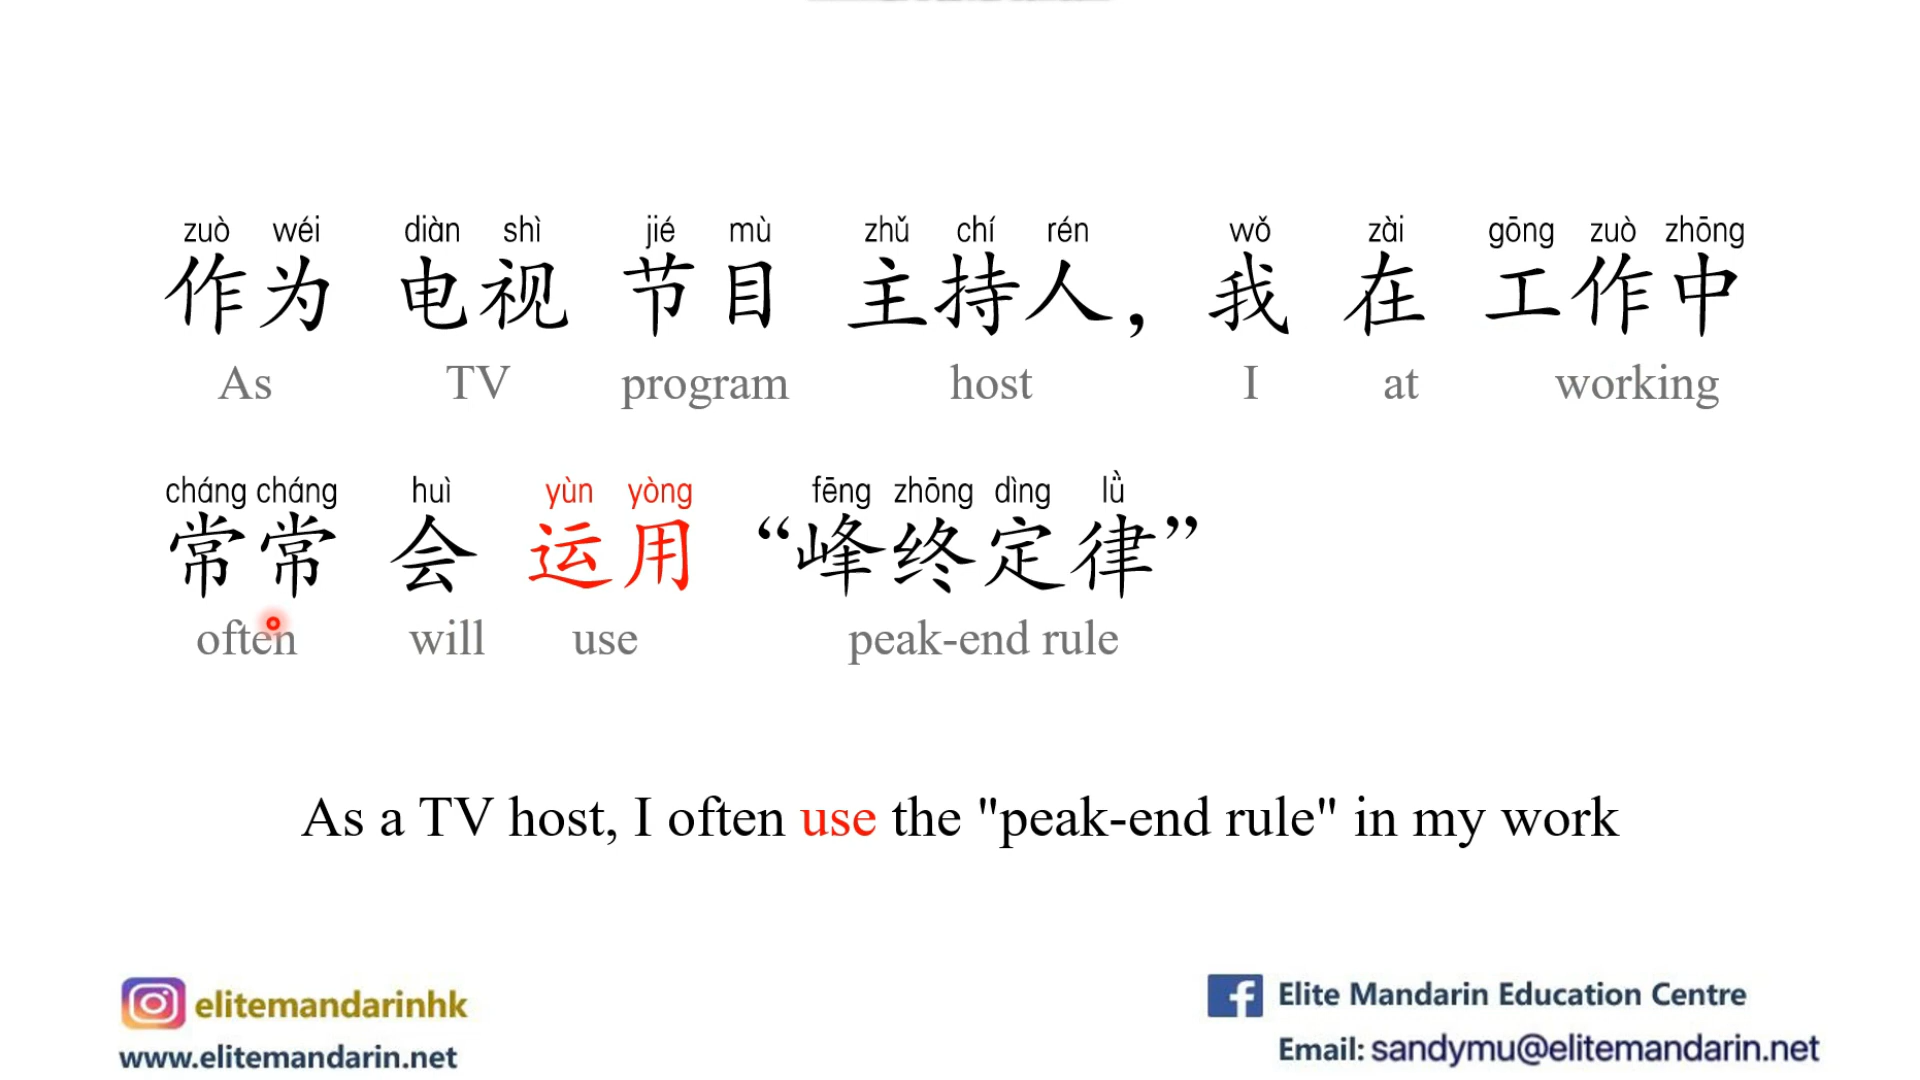 zuò wéi diàn shì jié mù zhǔ chí rén wǒ zài gōng zuò zhōng
作为 电视 节目 主持人， 我 在 工作中
As TV program host I at working
cháng cháng huì yùn yòng fēng zhōng dìng lǜ
常常 会 运用 “峰终定律”
often will use peak-end rule
As a TV host, I often use the "peak-end rule" in my work
elitemandarinhk
www.elitemandarin.net
Elite Mandarin Education Centre
Email: sandymu@elitemandarin.net